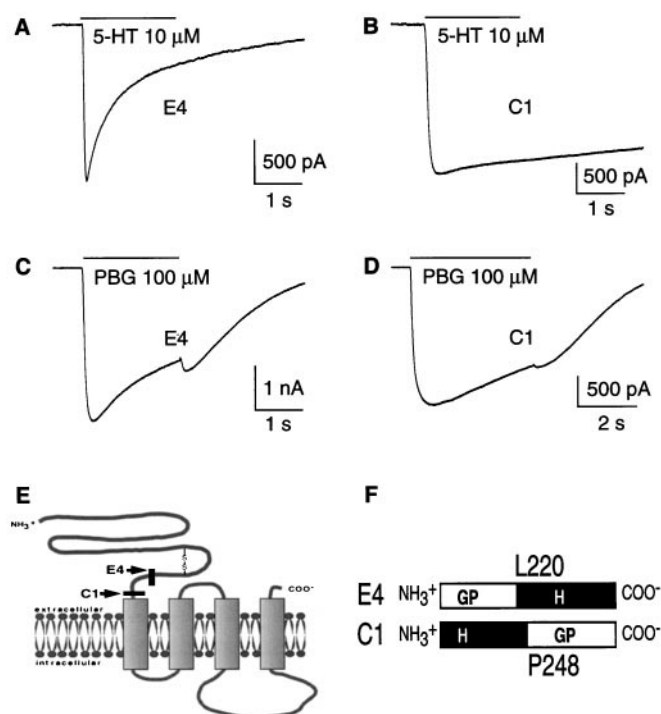 A
5-HT 10 μM
E4
500 pA
1 s
B
5-HT 10 μM
C1
500 pA
1 s
C
PBG 100 μM
E4
1 nA
1 s
D
PBG 100 μM
C1
500 pA
2 s
E
NH₃⁺
S
S
E4
C1
COO⁻
extracellular
intracellular
F
L220
E4 NH₃⁺ GP H COO⁻
C1 NH₃⁺ H GP COO⁻
P248